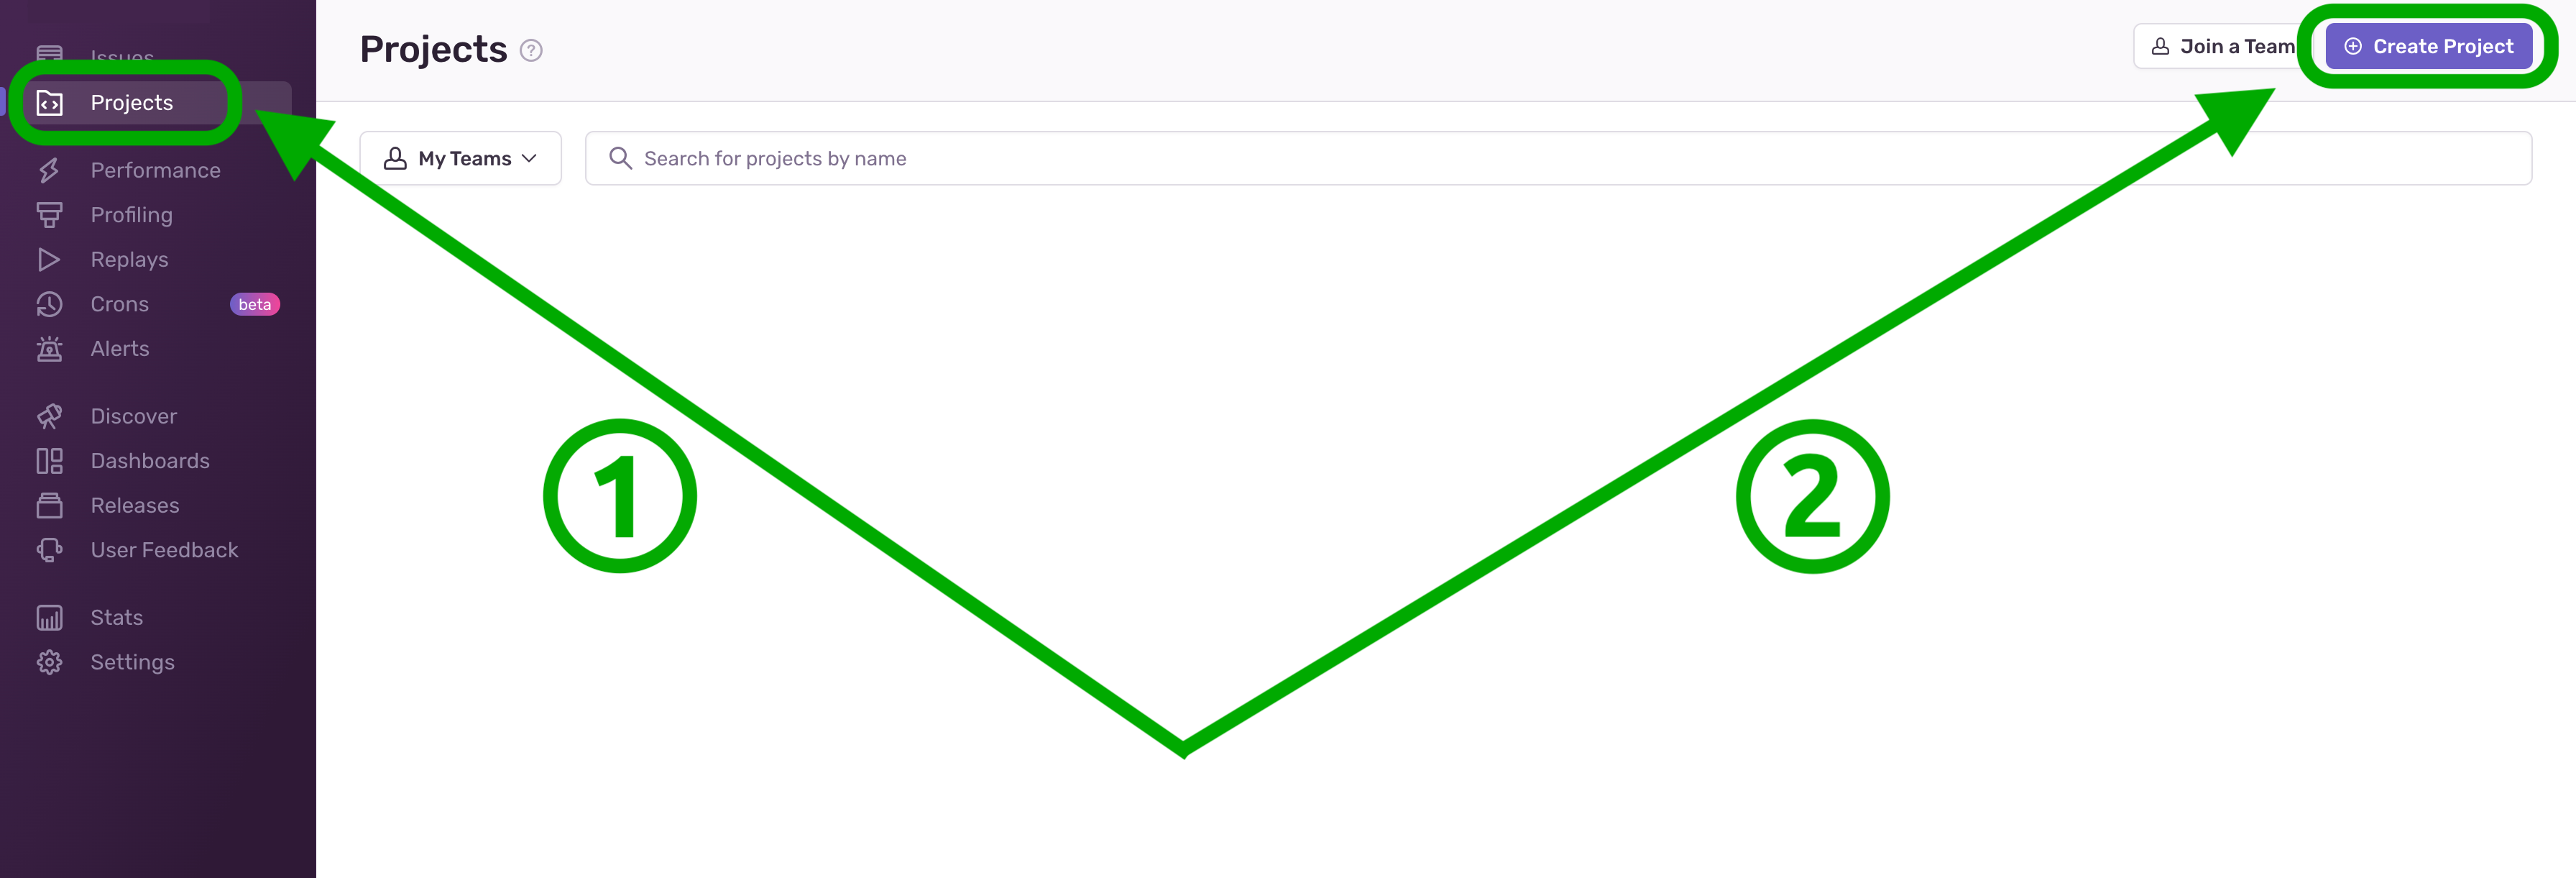 Issues
Projects
Performance
Profiling
Replays
Crons beta
Alerts
Discover
Dashboards
Releases
User Feedback
Stats
Settings
Projects ?
Join a Team
Create Project
My Teams
Search for projects by name
1
2